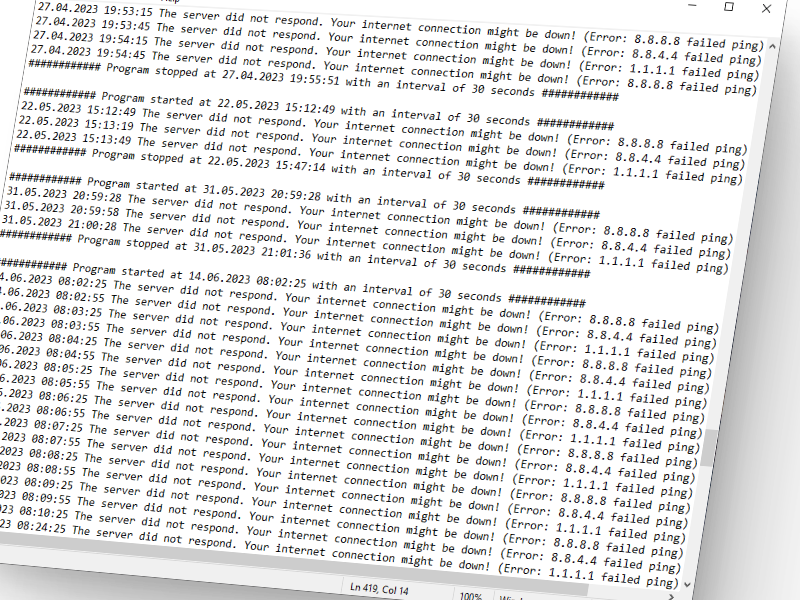 Help
27.04.2023 19:53:15 The server did not respond. Your internet connection might be down! (Error: 8.8.8.8 failed ping)
27.04.2023 19:53:45 The server did not respond. Your internet connection might be down! (Error: 8.8.4.4 failed ping)
27.04.2023 19:54:15 The server did not respond. Your internet connection might be down! (Error: 1.1.1.1 failed ping)
27.04.2023 19:54:45 The server did not respond. Your internet connection might be down! (Error: 8.8.8.8 failed ping)
############ Program stopped at 27.04.2023 19:55:51 with an interval of 30 seconds ############
############ Program started at 22.05.2023 15:12:49 with an interval of 30 seconds ############
22.05.2023 15:12:49 The server did not respond. Your internet connection might be down! (Error: 8.8.8.8 failed ping)
22.05.2023 15:13:19 The server did not respond. Your internet connection might be down! (Error: 8.8.4.4 failed ping)
22.05.2023 15:13:49 The server did not respond. Your internet connection might be down! (Error: 1.1.1.1 failed ping)
############ Program stopped at 22.05.2023 15:47:14 with an interval of 30 seconds ############
############ Program started at 31.05.2023 20:59:28 with an interval of 30 seconds ############
31.05.2023 20:59:28 The server did not respond. Your internet connection might be down! (Error: 8.8.8.8 failed ping)
31.05.2023 20:59:58 The server did not respond. Your internet connection might be down! (Error: 8.8.4.4 failed ping)
31.05.2023 21:00:28 The server did not respond. Your internet connection might be down! (Error: 1.1.1.1 failed ping)
############ Program stopped at 31.05.2023 21:01:36 with an interval of 30 seconds ############
############ Program started at 14.06.2023 08:02:25 with an interval of 30 seconds ############
4.06.2023 08:02:25 The server did not respond. Your internet connection might be down! (Error: 8.8.8.8 failed ping)
4.06.2023 08:02:55 The server did not respond. Your internet connection might be down! (Error: 8.8.4.4 failed ping)
.06.2023 08:03:25 The server did not respond. Your internet connection might be down! (Error: 1.1.1.1 failed ping)
.06.2023 08:03:55 The server did not respond. Your internet connection might be down! (Error: 8.8.8.8 failed ping)
06.2023 08:04:25 The server did not respond. Your internet connection might be down! (Error: 8.8.4.4 failed ping)
06.2023 08:04:55 The server did not respond. Your internet connection might be down! (Error: 1.1.1.1 failed ping)
6.2023 08:05:25 The server did not respond. Your internet connection might be down! (Error: 8.8.8.8 failed ping)
6.2023 08:05:55 The server did not respond. Your internet connection might be down! (Error: 8.8.4.4 failed ping)
.2023 08:06:25 The server did not respond. Your internet connection might be down! (Error: 1.1.1.1 failed ping)
.2023 08:06:55 The server did not respond. Your internet connection might be down! (Error: 8.8.8.8 failed ping)
2023 08:07:25 The server did not respond. Your internet connection might be down! (Error: 8.8.4.4 failed ping)
2023 08:07:55 The server did not respond. Your internet connection might be down! (Error: 1.1.1.1 failed ping)
023 08:08:25 The server did not respond. Your internet connection might be down! (Error: 8.8.8.8 failed ping)
023 08:08:55 The server did not respond. Your internet connection might be down! (Error: 8.8.4.4 failed ping)
023 08:09:25 The server did not respond. Your internet connection might be down! (Error: 1.1.1.1 failed ping)
23 08:09:55 The server did not respond. Your internet connection might be down! (Error: 8.8.8.8 failed ping)
23 08:10:25 The server did not respond. Your internet connection might be down! (Error: 8.8.4.4 failed ping)
23 08:24:25 The server did not respond. Your internet connection might be down! (Error: 1.1.1.1 failed ping)
Ln 419, Col 14
100%